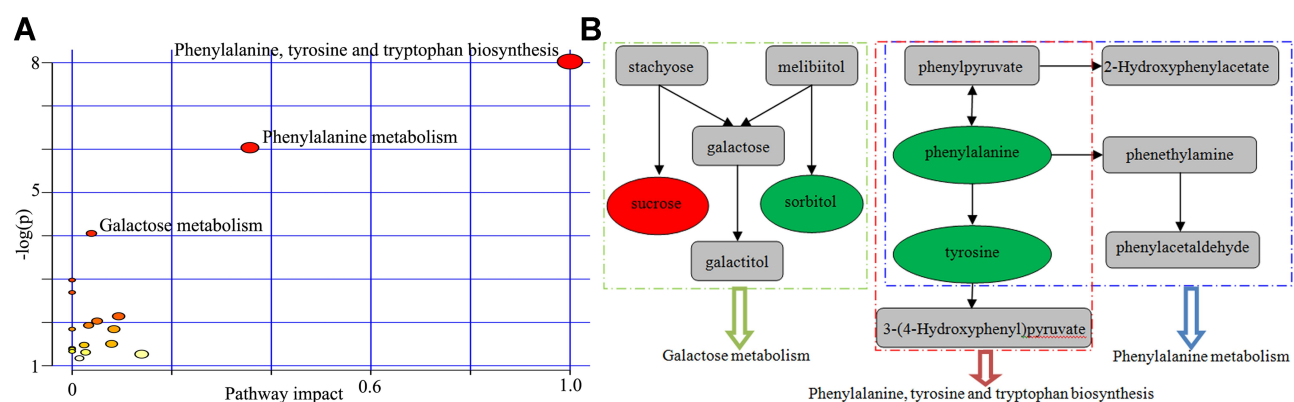 A
Phenylalanine, tyrosine and tryptophan biosynthesis
8
Phenylalanine metabolism
5
Galactose metabolism
-log(p)
1
0
0.6
1.0
Pathway impact
B
stachyose
melibiitol
galactose
sucrose
sorbitol
galactitol
Galactose metabolism
phenylpyruvate
2-Hydroxyphenylacetate
phenylalanine
phenethylamine
tyrosine
phenylacetaldehyde
3-(4-Hydroxyphenyl)pyruvate
Phenylalanine metabolism
Phenylalanine, tyrosine and tryptophan biosynthesis